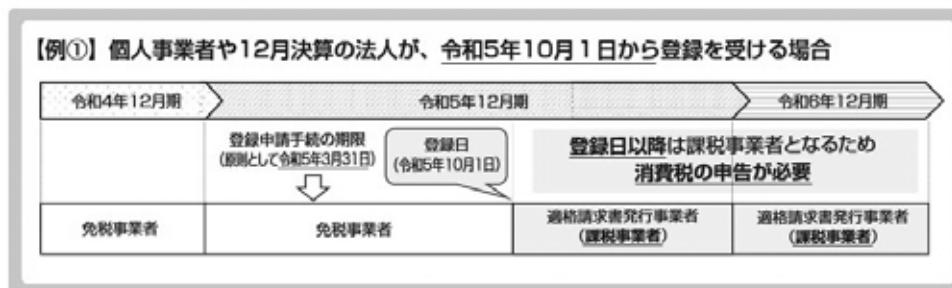 【例①】個人事業者や12月決算の法人が、令和5年10月1日から登録を受ける場合
令和4年12月期
令和5年12月期
令和6年12月期
登録申請手続の期限
(原則として令和5年3月31日)
登録日
(令和5年10月1日)
登録日以降は課税事業者となるため
消費税の申告が必要
免税事業者
免税事業者
適格請求書発行事業者
(課税事業者)
適格請求書発行事業者
(課税事業者)